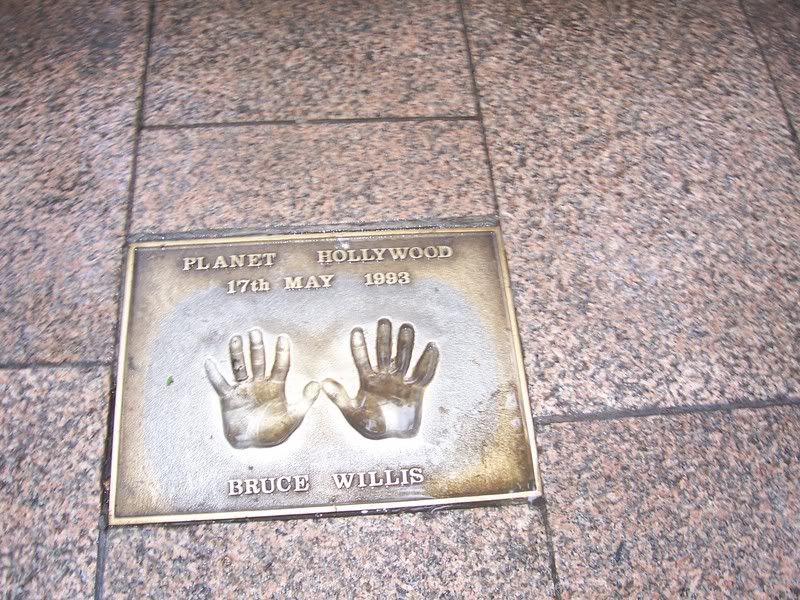 PLANET HOLLYWOOD
17th MAY 1993
BRUCE WILLIS